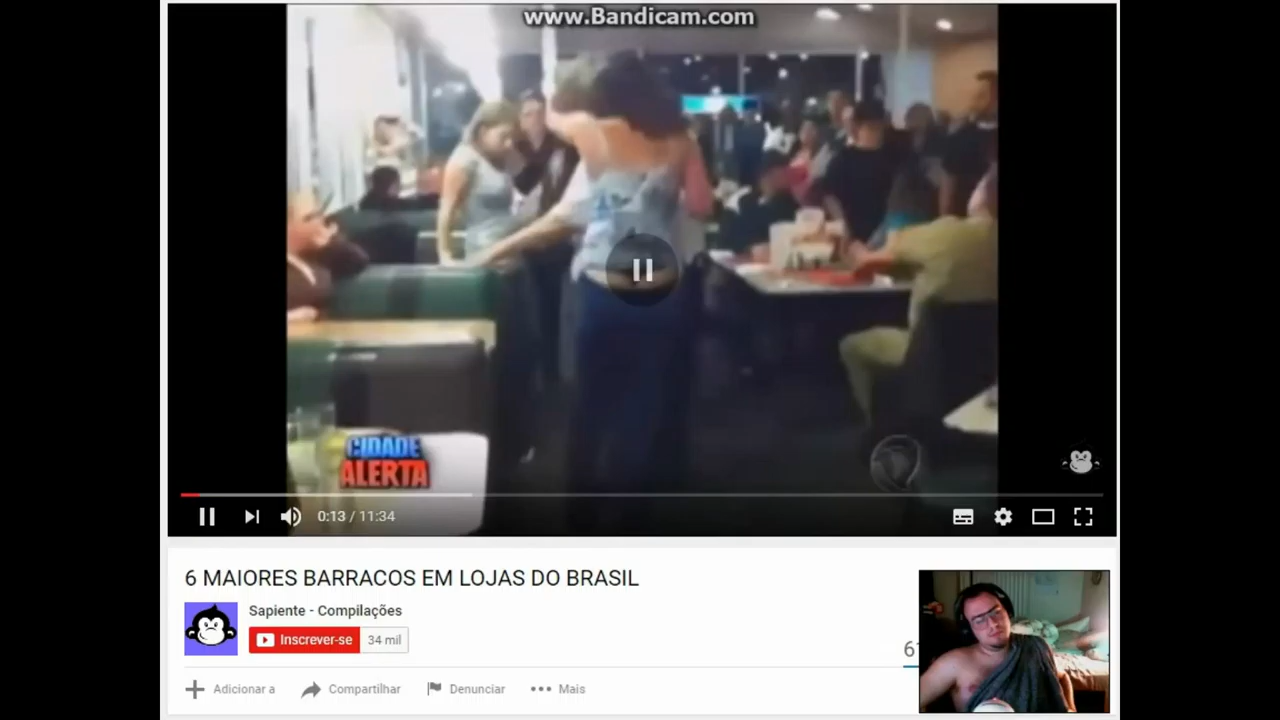 www.Bandicam.com
CIDADE
ALERTA
0:13 / 11:34
6 MAIORES BARRACOS EM LOJAS DO BRASIL
Sapiente - Compilações
Inscrever-se 34 mil
61
Adicionar a Compartilhar Denunciar Mais